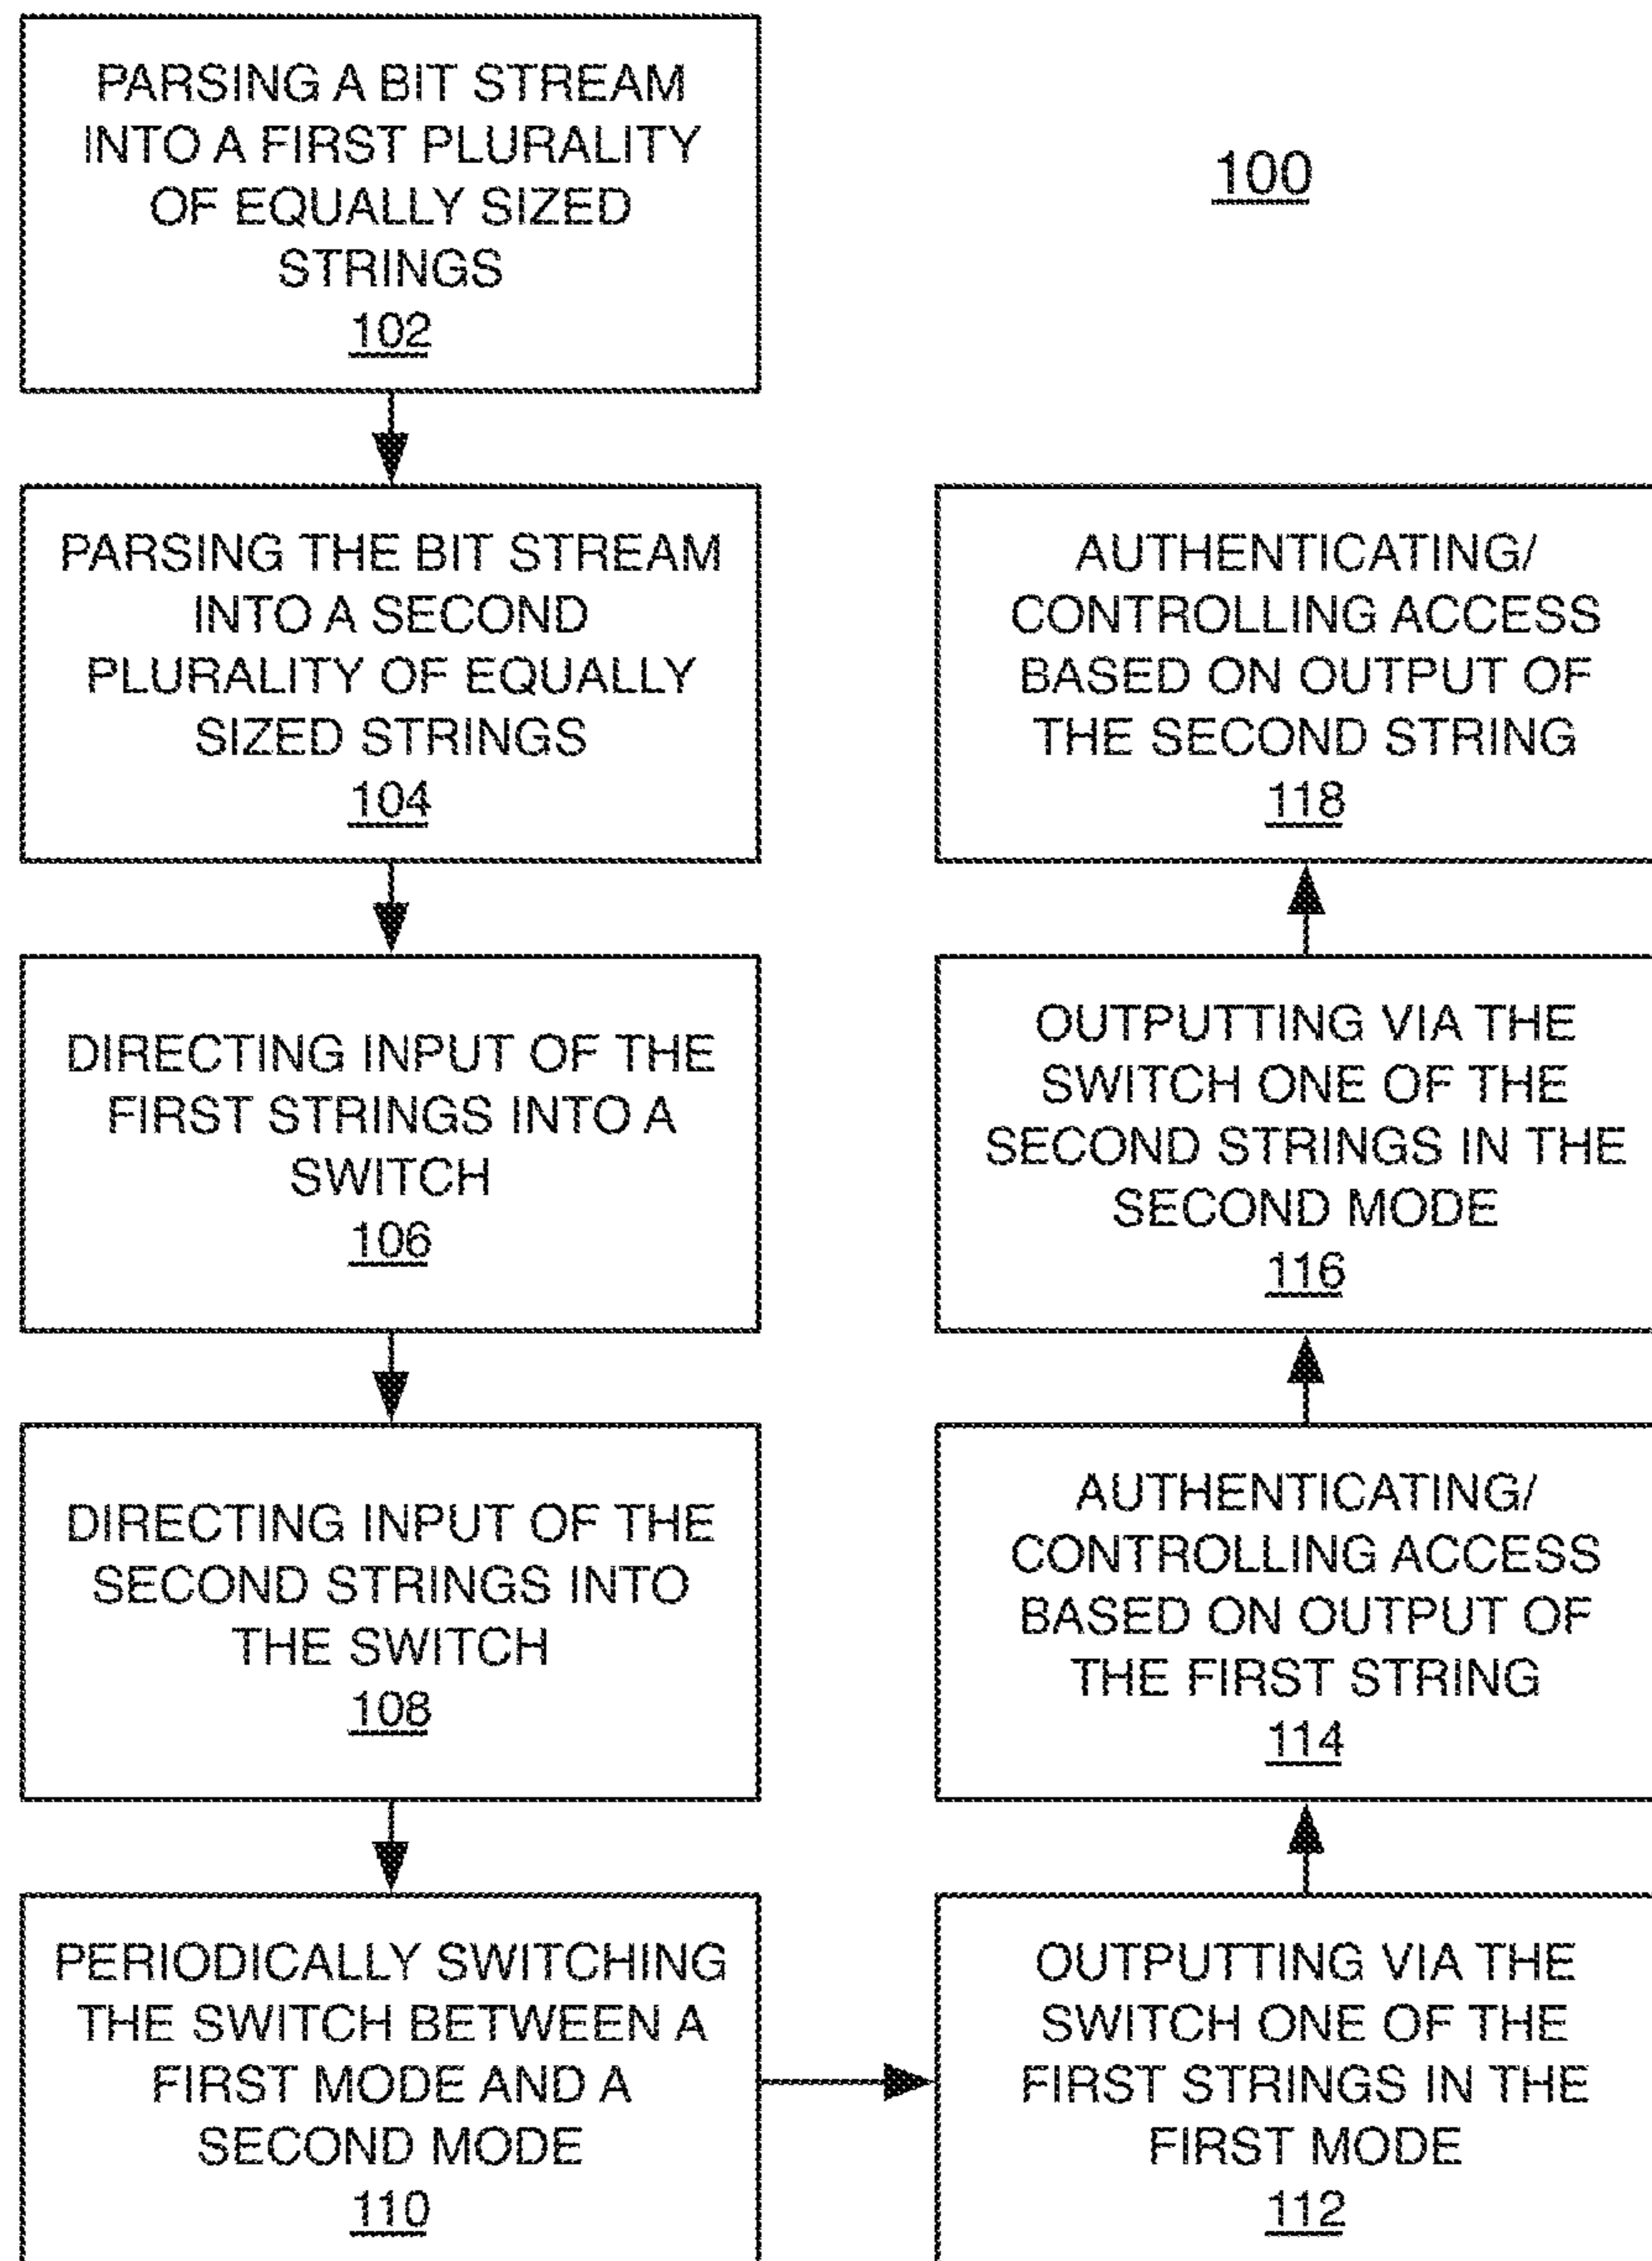 PARSING A BIT STREAM
INTO A FIRST PLURALITY
OF EQUALLY SIZED
STRINGS
102
100
PARSING THE BIT STREAM
INTO A SECOND
PLURALITY OF EQUALLY
SIZED STRINGS
104
DIRECTING INPUT OF THE
FIRST STRINGS INTO A
SWITCH
106
DIRECTING INPUT OF THE
SECOND STRINGS INTO
THE SWITCH
108
PERIODICALLY SWITCHING
THE SWITCH BETWEEN A
FIRST MODE AND A
SECOND MODE
110
OUTPUTTING VIA THE
SWITCH ONE OF THE
FIRST STRINGS IN THE
FIRST MODE
112
AUTHENTICATING/
CONTROLLING ACCESS
BASED ON OUTPUT OF
THE FIRST STRING
114
OUTPUTTING VIA THE
SWITCH ONE OF THE
SECOND STRINGS IN THE
SECOND MODE
116
AUTHENTICATING/
CONTROLLING ACCESS
BASED ON OUTPUT OF
THE SECOND STRING
118